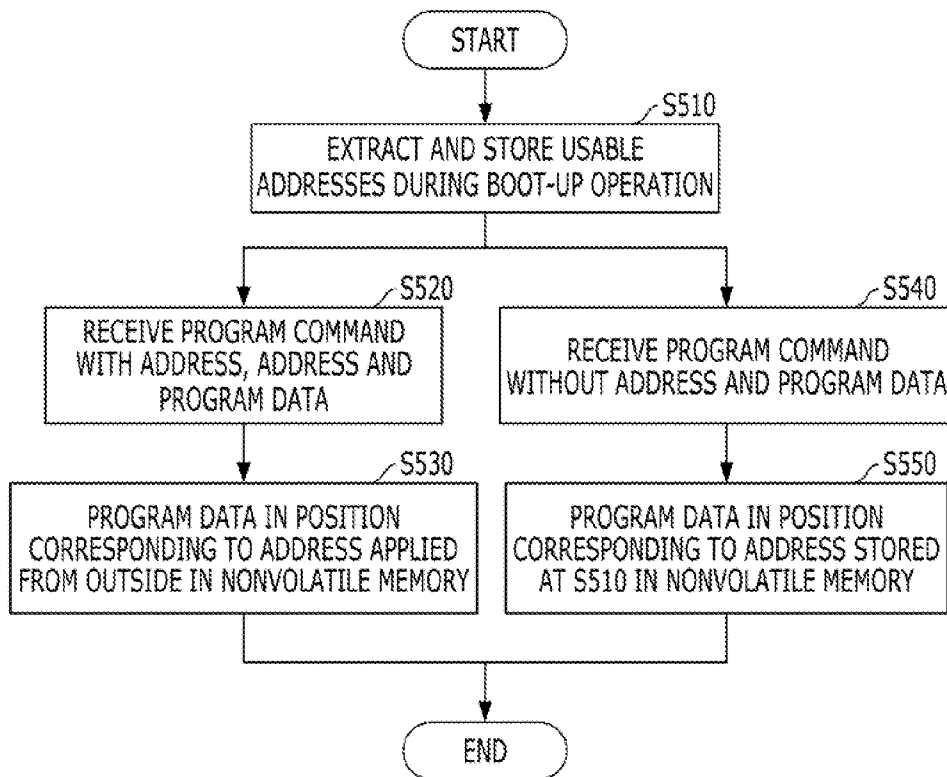 START
S510
EXTRACT AND STORE USABLE
ADDRESSES DURING BOOT-UP OPERATION
S520
RECEIVE PROGRAM COMMAND
WITH ADDRESS, ADDRESS AND
PROGRAM DATA
S540
RECEIVE PROGRAM COMMAND
WITHOUT ADDRESS AND PROGRAM DATA
S530
PROGRAM DATA IN POSITION
CORRESPONDING TO ADDRESS APPLIED
FROM OUTSIDE IN NONVOLATILE MEMORY
S550
PROGRAM DATA IN POSITION
CORRESPONDING TO ADDRESS STORED
AT S510 IN NONVOLATILE MEMORY
END